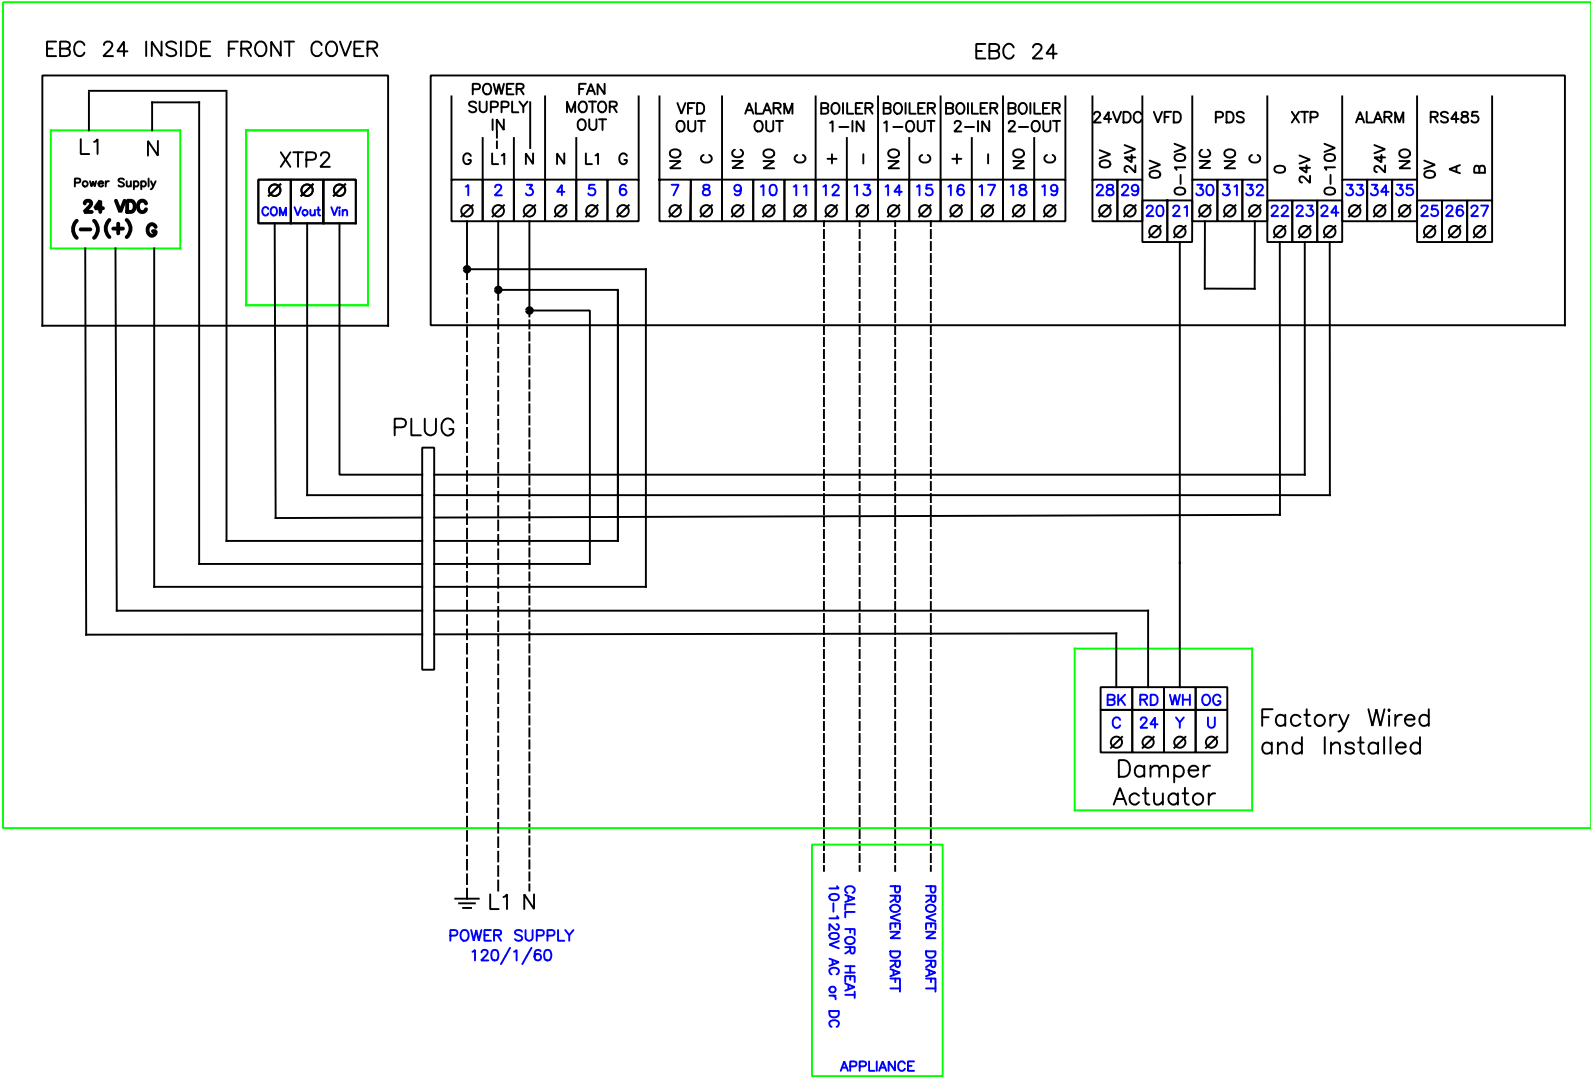 EBC 24 INSIDE FRONT COVER
EBC 24
L1 N
Power Supply
24 VDC
(-) (+) G
XTP2
COM Vout Vin
POWER
SUPPLY
IN
FAN
MOTOR
OUT
VFD
OUT
ALARM
OUT
BOILER
1-IN
BOILER
1-OUT
BOILER
2-IN
BOILER
2-OUT
24VDC
VFD
PDS
XTP
ALARM
RS485
G L1 N N L1 G
NO C NC NO C + - NO C + - NO C
0V 24V 0V 0-10V NC NO C 0 24V 0-10V 24V NO 0V A B
1 2 3 4 5 6
7 8 9 10 11 12 13 14 15 16 17 18 19
28 29 30 31 32 33 34 35
20 21 22 23 24 25 26 27
PLUG
BK RD WH OG
C 24 Y U
Damper
Actuator
Factory Wired
and Installed
L1 N
POWER SUPPLY
120/1/60
CALL FOR HEAT
10-120V AC or DC
PROVEN DRAFT
PROVEN DRAFT
APPLIANCE